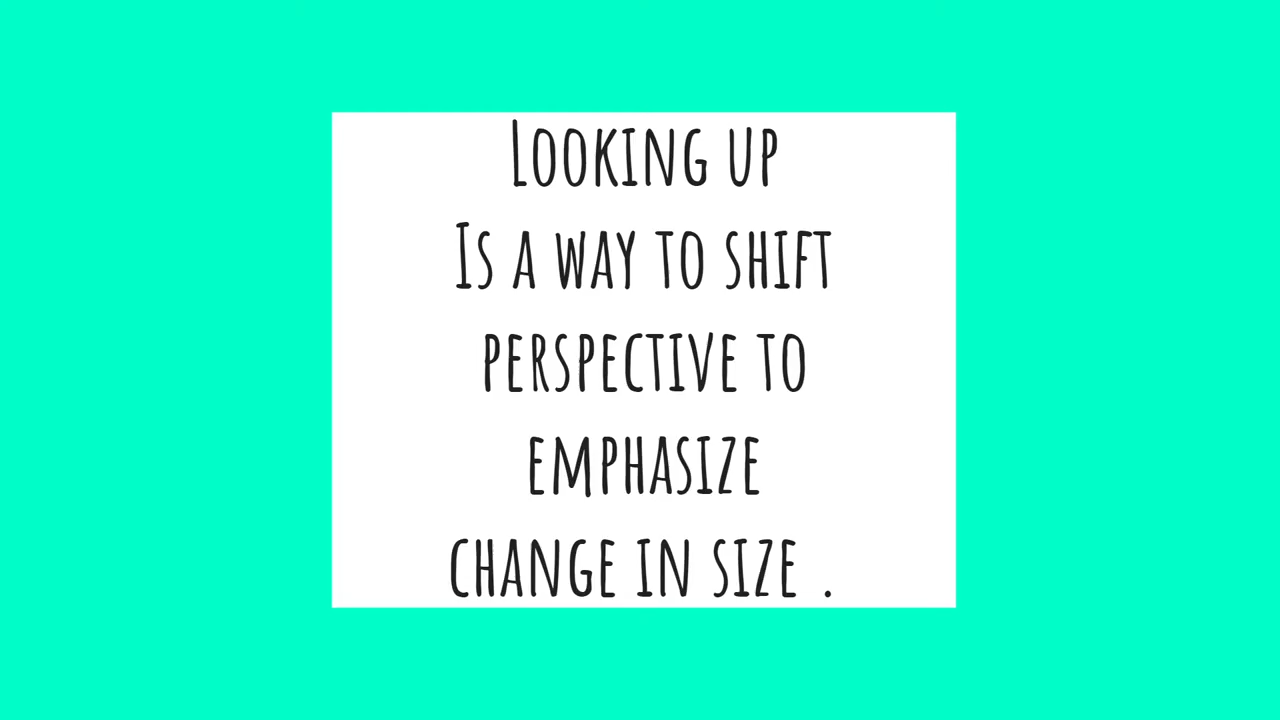 Looking up
Is a way to shift
perspective to
emphasize
change in size .